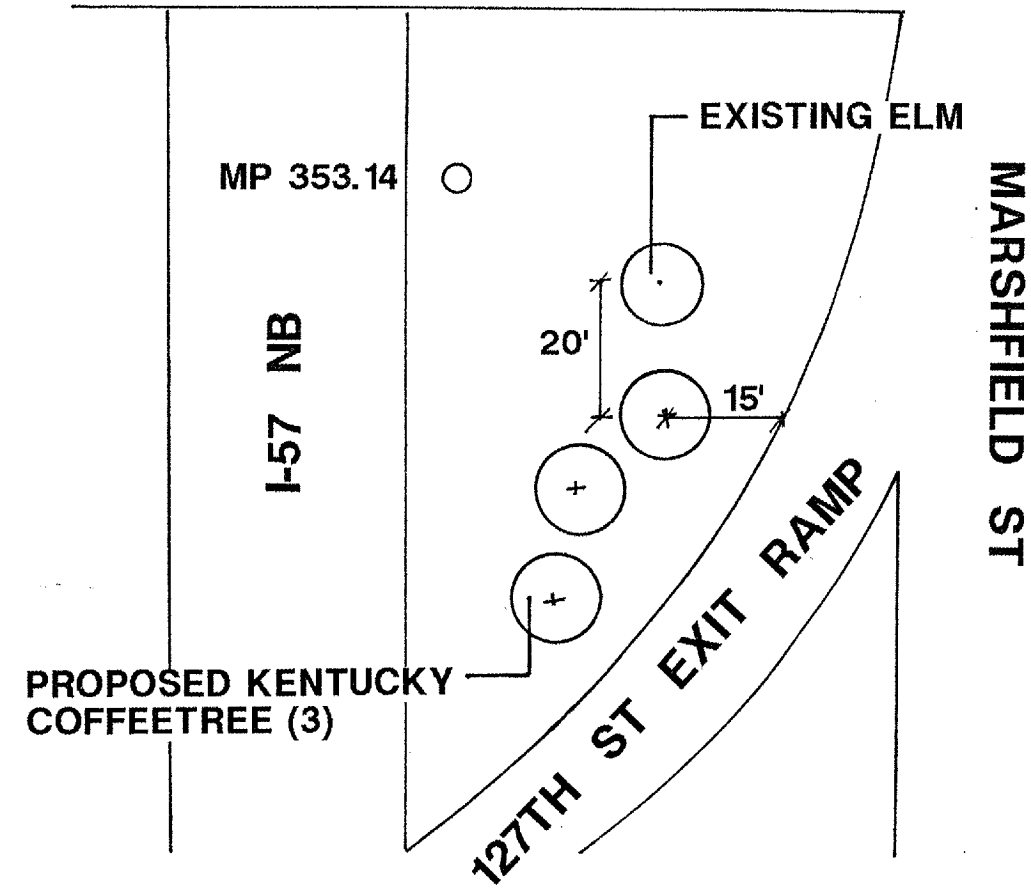 EXISTING ELM
MP 353.14
MARSHFIELD ST
I-57 NB
20'
15'
127TH ST EXIT RAMP
PROPOSED KENTUCKY
COFFEETREE (3)